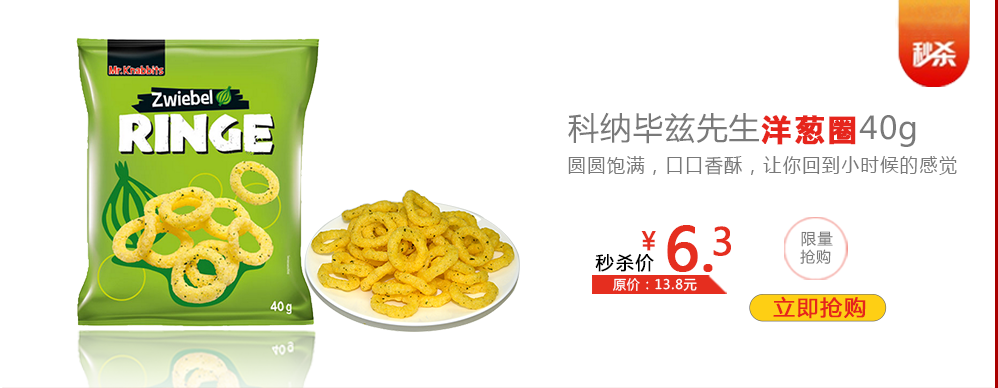 Mr.Knabbits
Zwiebel
RINGE
40g
秒杀
科纳毕兹先生洋葱圈40g
圆圆饱满，口口香酥，让你回到小时候的感觉
秒杀价 ¥6.3
原价：13.8元
限量
抢购
立即抢购